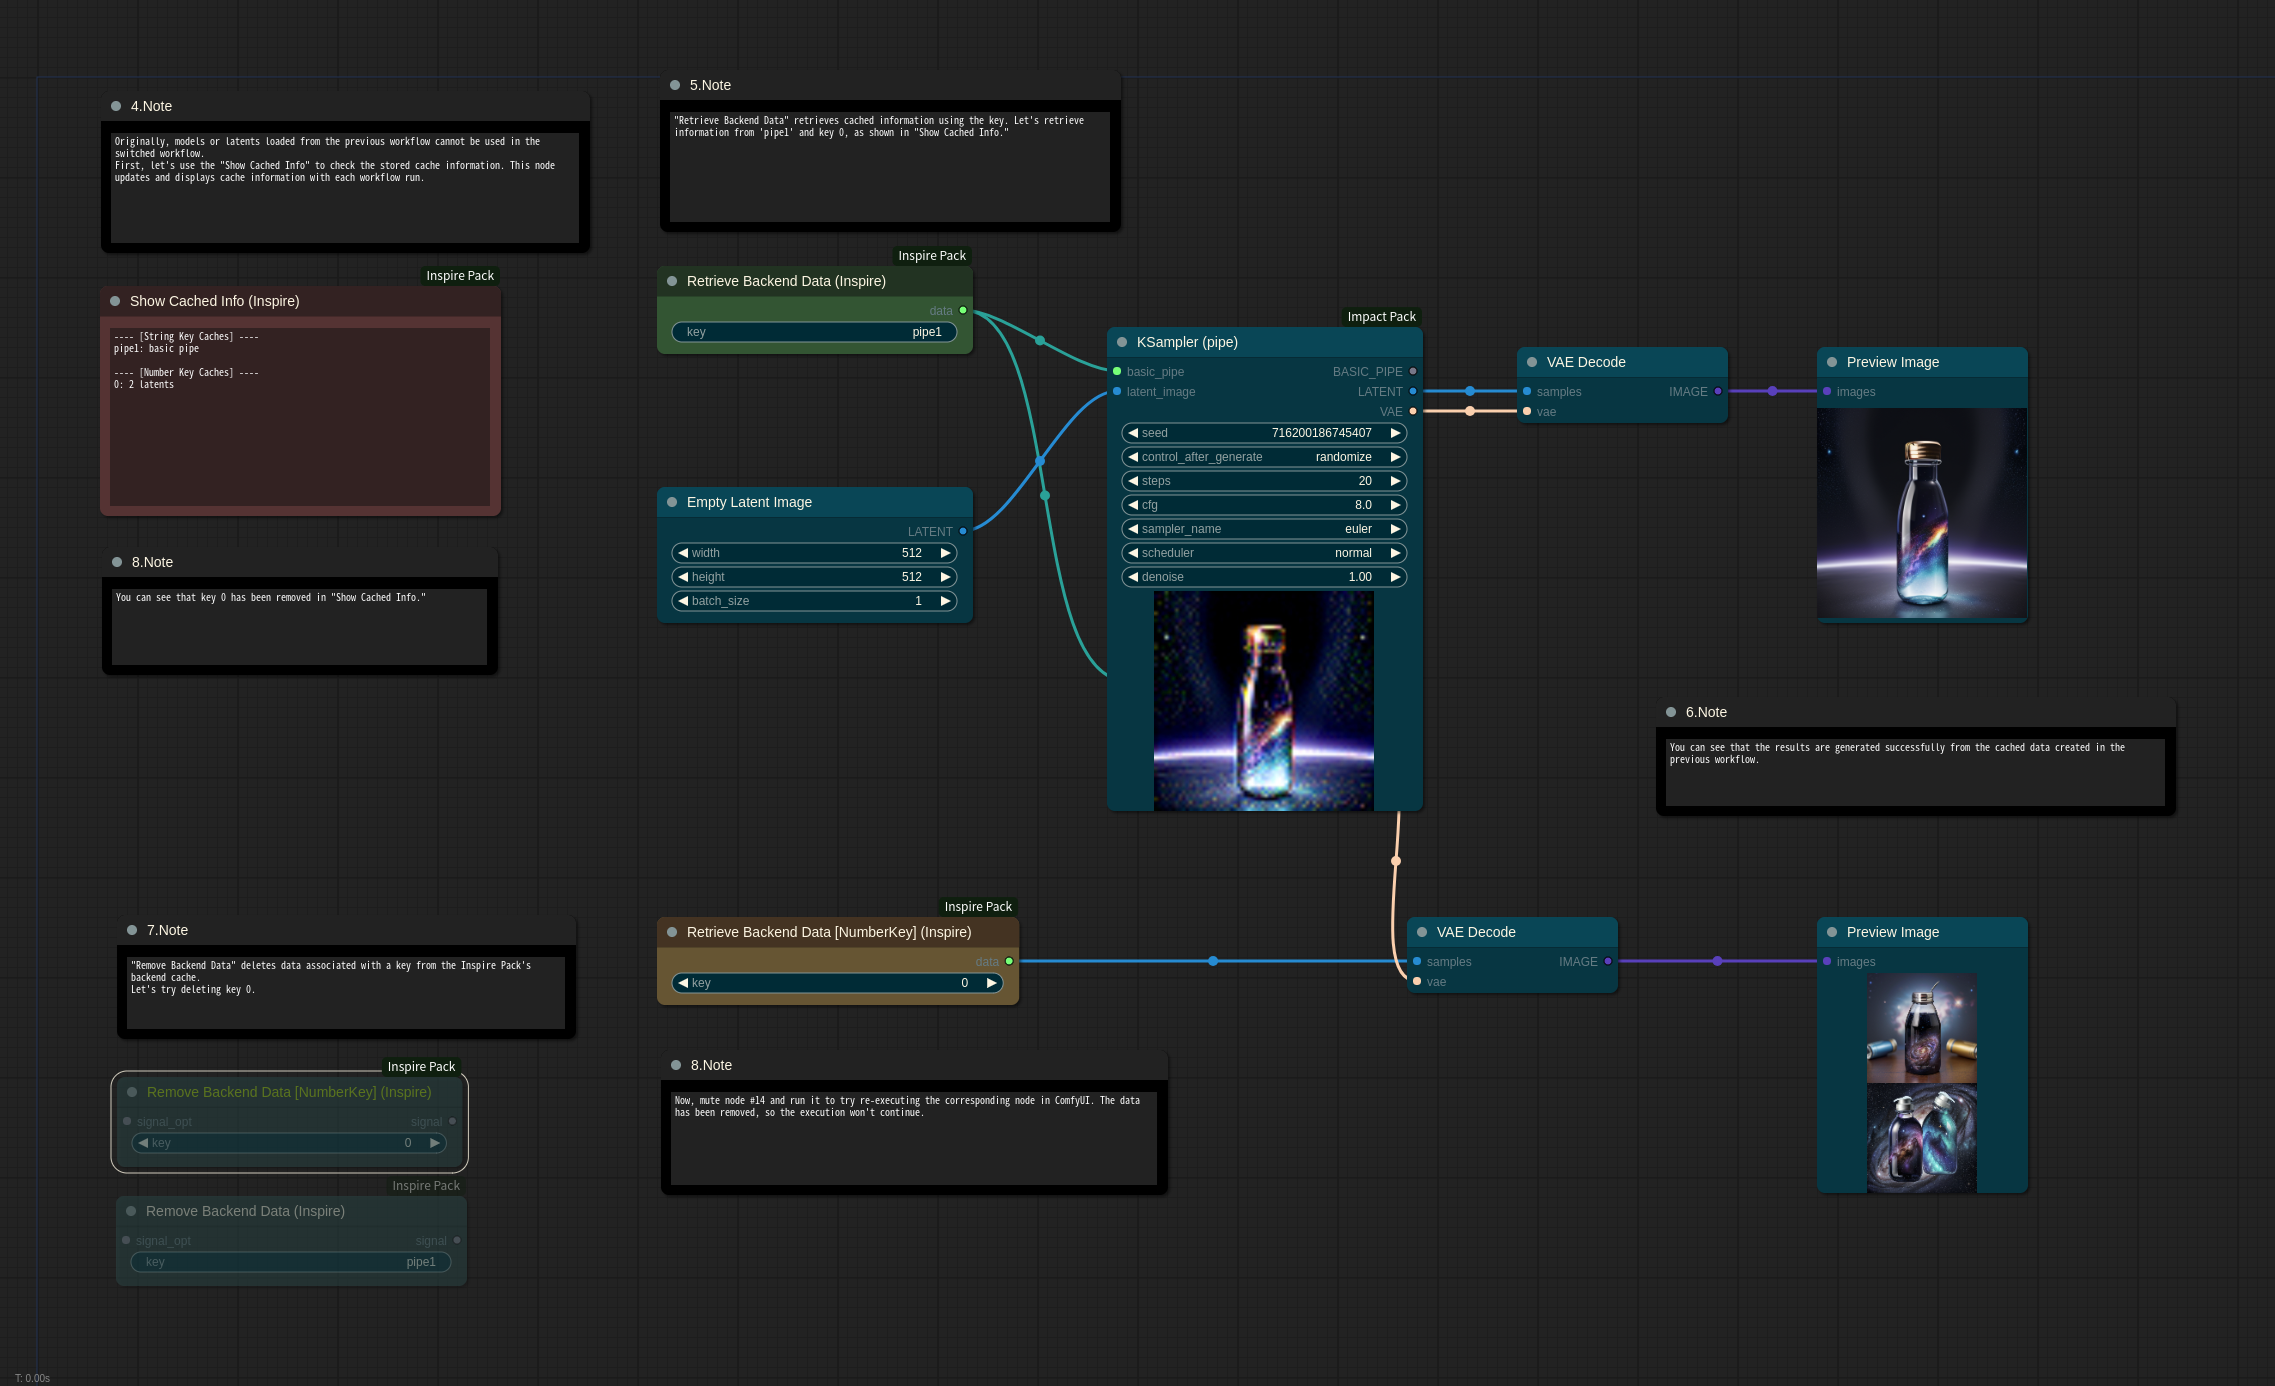 4.Note
Originally, models or latents loaded from the previous workflow cannot be used in the
switched workflow.
First, let's use the "Show Cached Info" to check the stored cache information. This node
updates and displays cache information with each workflow run.
5.Note
"Retrieve Backend Data" retrieves cached information using the key. Let's retrieve
information from 'pipe1' and key 0, as shown in "Show Cached Info."
Inspire Pack
Show Cached Info (Inspire)
---- [String Key Caches] ----
pipe1: basic pipe
---- [Number Key Caches] ----
0: 2 latents
8.Note
You can see that key 0 has been removed in "Show Cached Info."
Inspire Pack
Retrieve Backend Data (Inspire)
data
key pipe1
Empty Latent Image
LATENT
width 512
height 512
batch_size 1
Impact Pack
KSampler (pipe)
basic_pipe BASIC_PIPE
latent_image LATENT
VAE
seed 716200186745407
control_after_generate randomize
steps 20
cfg 8.0
sampler_name euler
scheduler normal
denoise 1.00
VAE Decode
samples IMAGE
vae
Preview Image
images
6.Note
You can see that the results are generated successfully from the cached data created in the
previous workflow.
7.Note
"Remove Backend Data" deletes data associated with a key from the Inspire Pack's
backend cache.
Let's try deleting key 0.
Inspire Pack
Remove Backend Data [NumberKey] (Inspire)
signal_opt signal
key 0
Inspire Pack
Remove Backend Data (Inspire)
signal_opt signal
key pipe1
Inspire Pack
Retrieve Backend Data [NumberKey] (Inspire)
data
key 0
8.Note
Now, mute node #14 and run it to try re-executing the corresponding node in ComfyUI. The data
has been removed, so the execution won't continue.
VAE Decode
samples IMAGE
vae
Preview Image
images
T: 0.00s